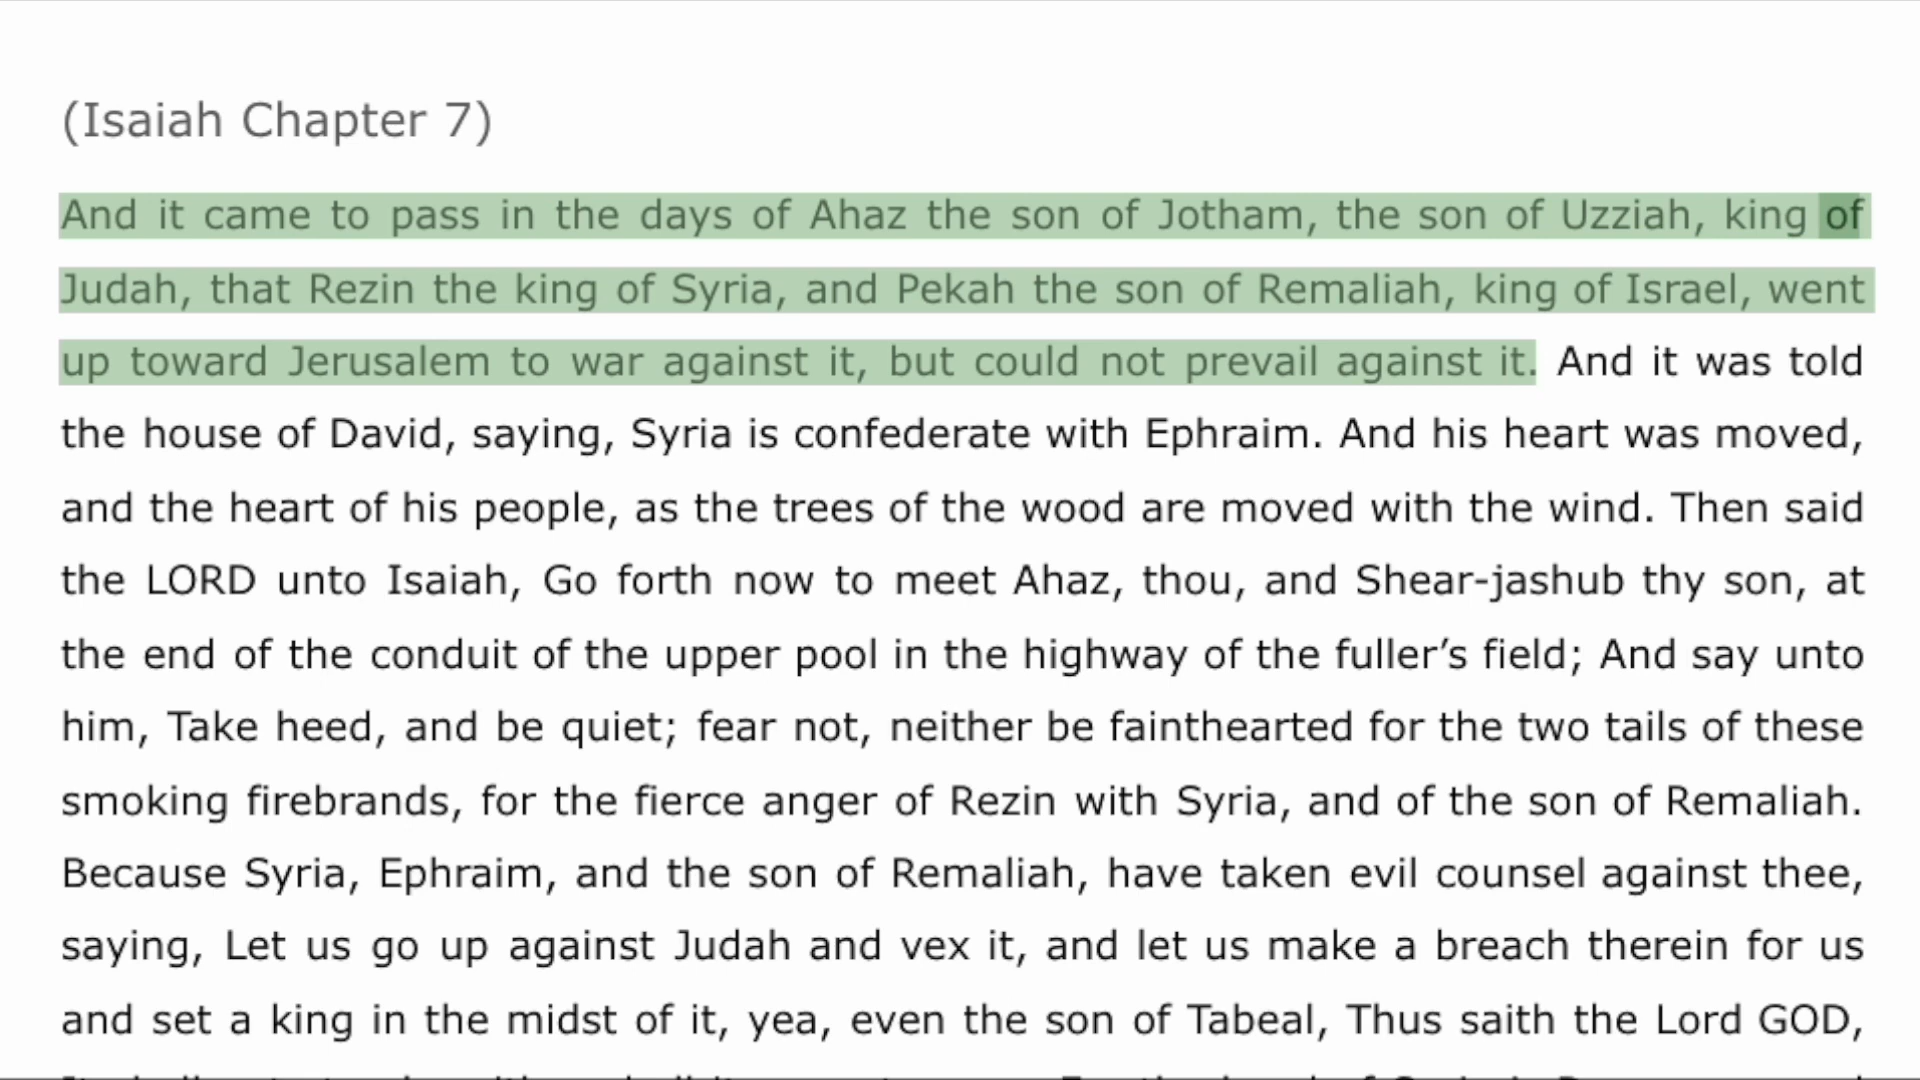 (Isaiah Chapter 7)
And it came to pass in the days of Ahaz the son of Jotham, the son of Uzziah, king of
Judah, that Rezin the king of Syria, and Pekah the son of Remaliah, king of Israel, went
up toward Jerusalem to war against it, but could not prevail against it. And it was told
the house of David, saying, Syria is confederate with Ephraim. And his heart was moved,
and the heart of his people, as the trees of the wood are moved with the wind. Then said
the LORD unto Isaiah, Go forth now to meet Ahaz, thou, and Shear-jashub thy son, at
the end of the conduit of the upper pool in the highway of the fuller’s field; And say unto
him, Take heed, and be quiet; fear not, neither be fainthearted for the two tails of these
smoking firebrands, for the fierce anger of Rezin with Syria, and of the son of Remaliah.
Because Syria, Ephraim, and the son of Remaliah, have taken evil counsel against thee,
saying, Let us go up against Judah and vex it, and let us make a breach therein for us
and set a king in the midst of it, yea, even the son of Tabeal, Thus saith the Lord GOD,